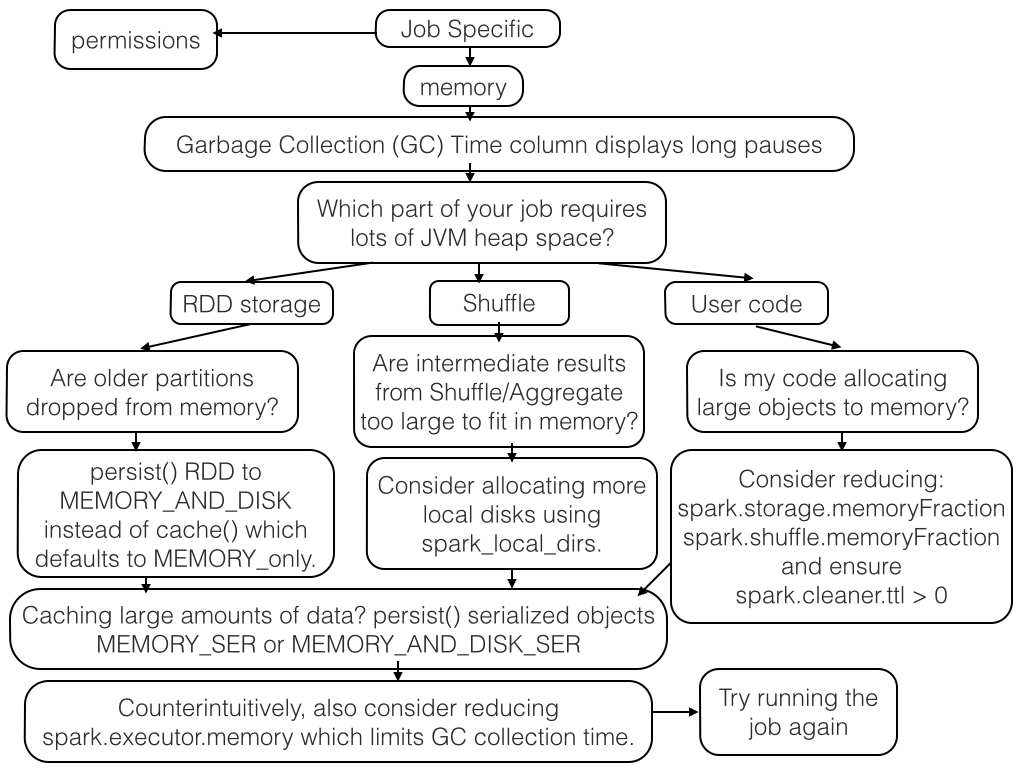 permissions
Job Specific
memory
Garbage Collection (GC) Time column displays long pauses
Which part of your job requires
lots of JVM heap space?
RDD storage
Shuffle
User code
Are older partitions
dropped from memory?
Are intermediate results
from Shuffle/Aggregate
too large to fit in memory?
Is my code allocating
large objects to memory?
persist() RDD to
MEMORY_AND_DISK
instead of cache() which
defaults to MEMORY_only.
Consider allocating more
local disks using
spark_local_dirs.
Consider reducing:
spark.storage.memoryFraction
spark.shuffle.memoryFraction
and ensure
spark.cleaner.ttl > 0
Caching large amounts of data? persist() serialized objects
MEMORY_SER or MEMORY_AND_DISK_SER
Counterintuitively, also consider reducing
spark.executor.memory which limits GC collection time.
Try running the
job again